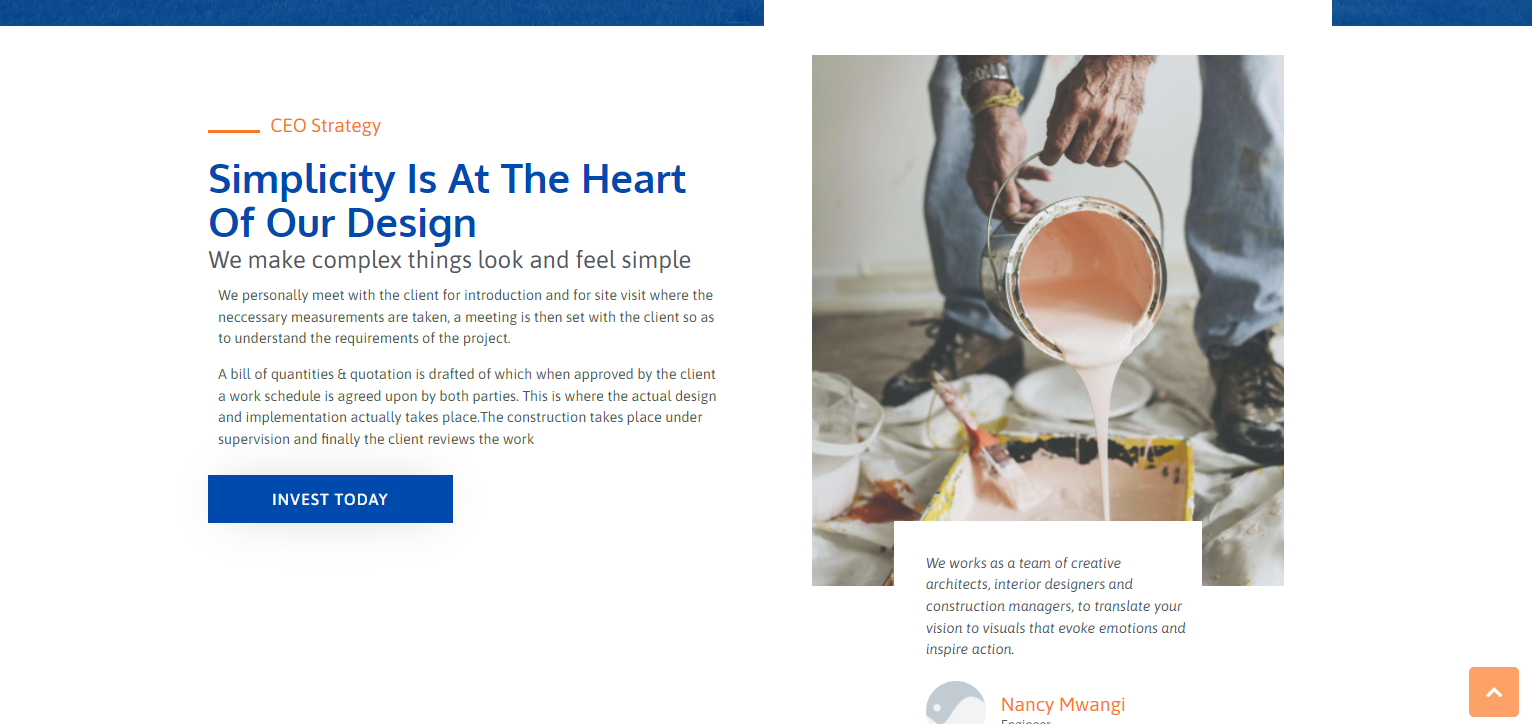 CEO Strategy
Simplicity Is At The Heart
Of Our Design
We make complex things look and feel simple
We personally meet with the client for introduction and for site visit where the
neccessary measurements are taken, a meeting is then set with the client so as
to understand the requirements of the project.
A bill of quantities & quotation is drafted of which when approved by the client
a work schedule is agreed upon by both parties. This is where the actual design
and implementation actually takes place.The construction takes place under
supervision and finally the client reviews the work
INVEST TODAY
We works as a team of creative
architects, interior designers and
construction managers, to translate your
vision to visuals that evoke emotions and
inspire action.
Nancy Mwangi
Engineer